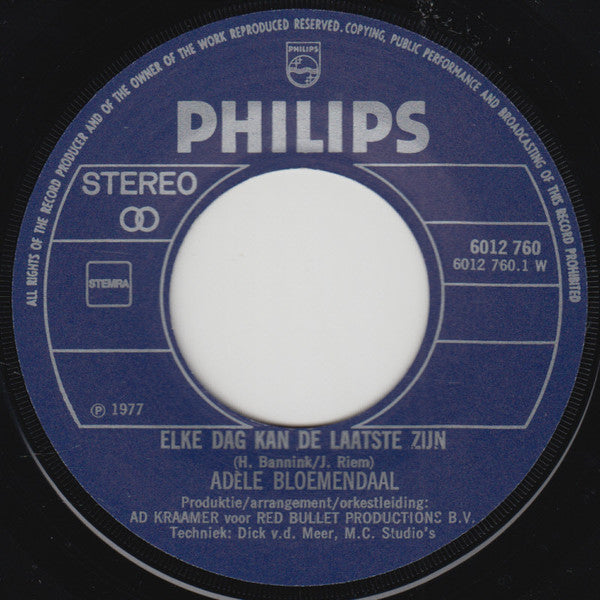 ALL RIGHTS OF THE RECORD PRODUCER AND OF THE OWNER OF THE WORK REPRODUCED RESERVED. COPYING, PUBLIC PERFORMANCE AND BROADCASTING OF THIS RECORD PROHIBITED
PHILIPS
PHILIPS
STEREO
6012 760
6012 760.1 W
STEMRA
℗ 1977
ELKE DAG KAN DE LAATSTE ZIJN
(H. Bannink/J. Riem)
ADÈLE BLOEMENDAAL
Produktie/arrangement/orkestleiding:
AD KRAAMER voor RED BULLET PRODUCTIONS B.V.
Techniek: Dick v.d. Meer, M.C. Studio's